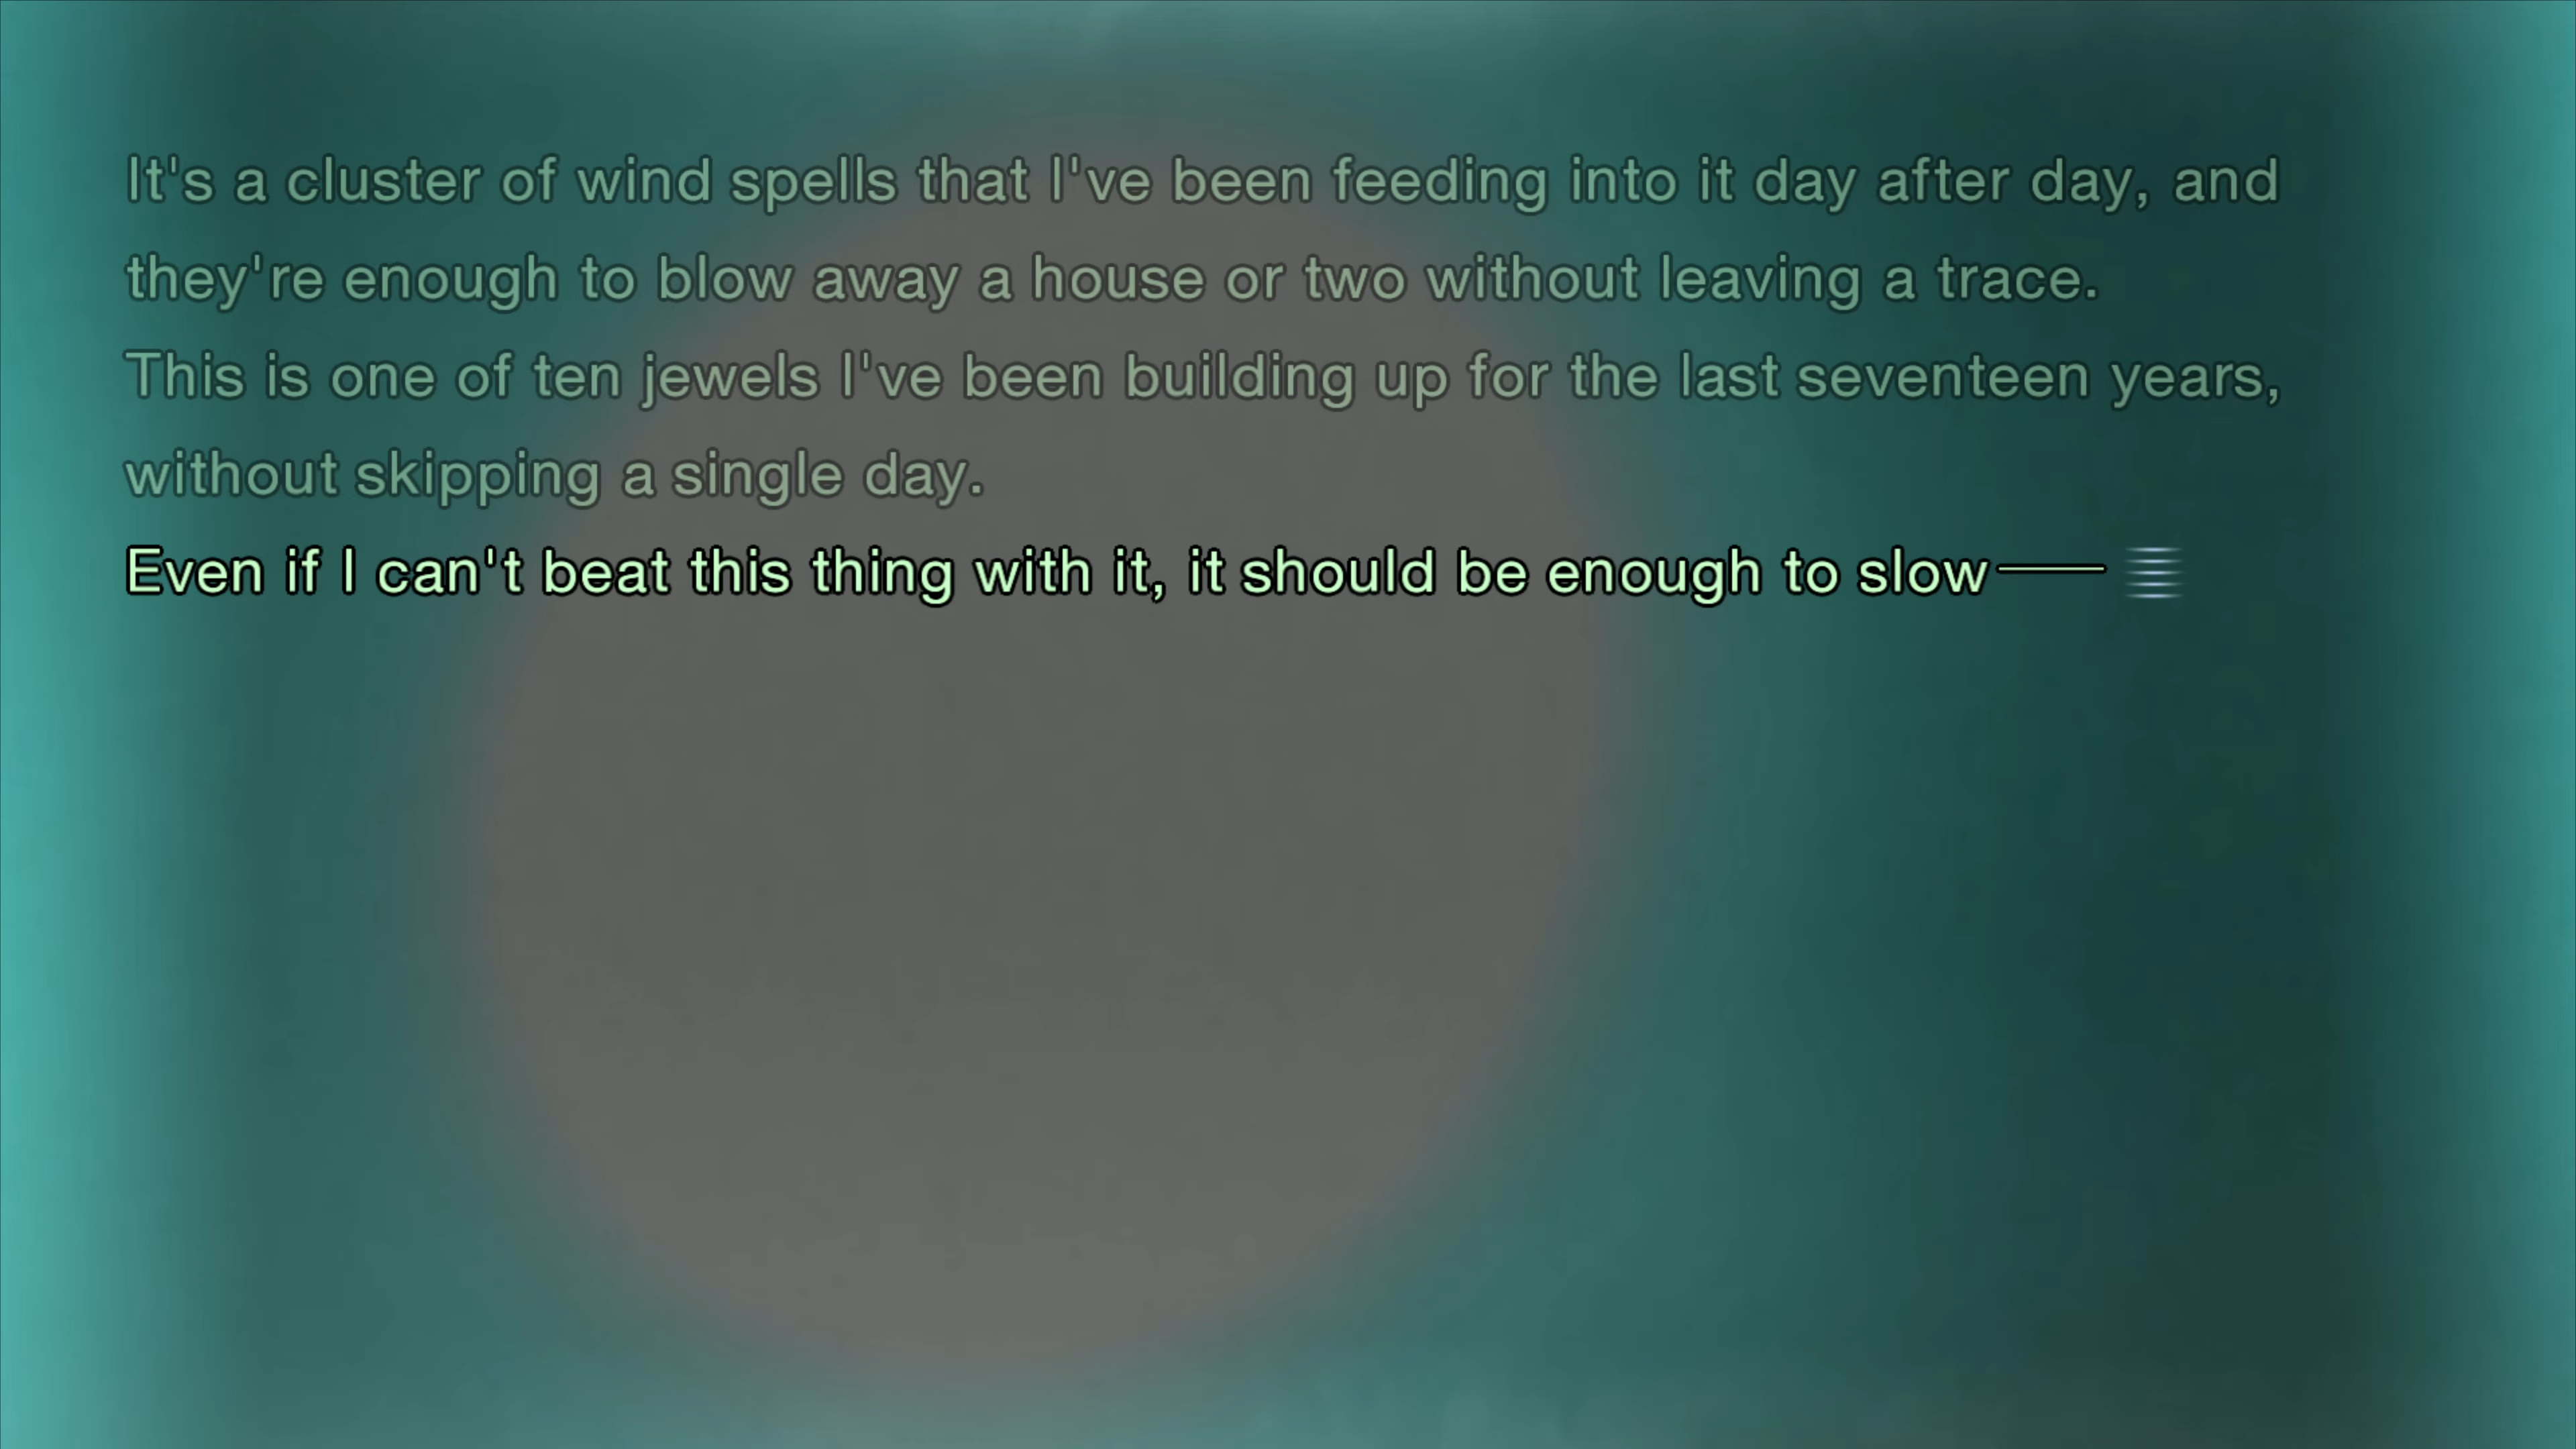 It's a cluster of wind spells that I've been feeding into it day after day, and
they're enough to blow away a house or two without leaving a trace.
This is one of ten jewels I've been building up for the last seventeen years,
without skipping a single day.
Even if I can't beat this thing with it, it should be enough to slow──